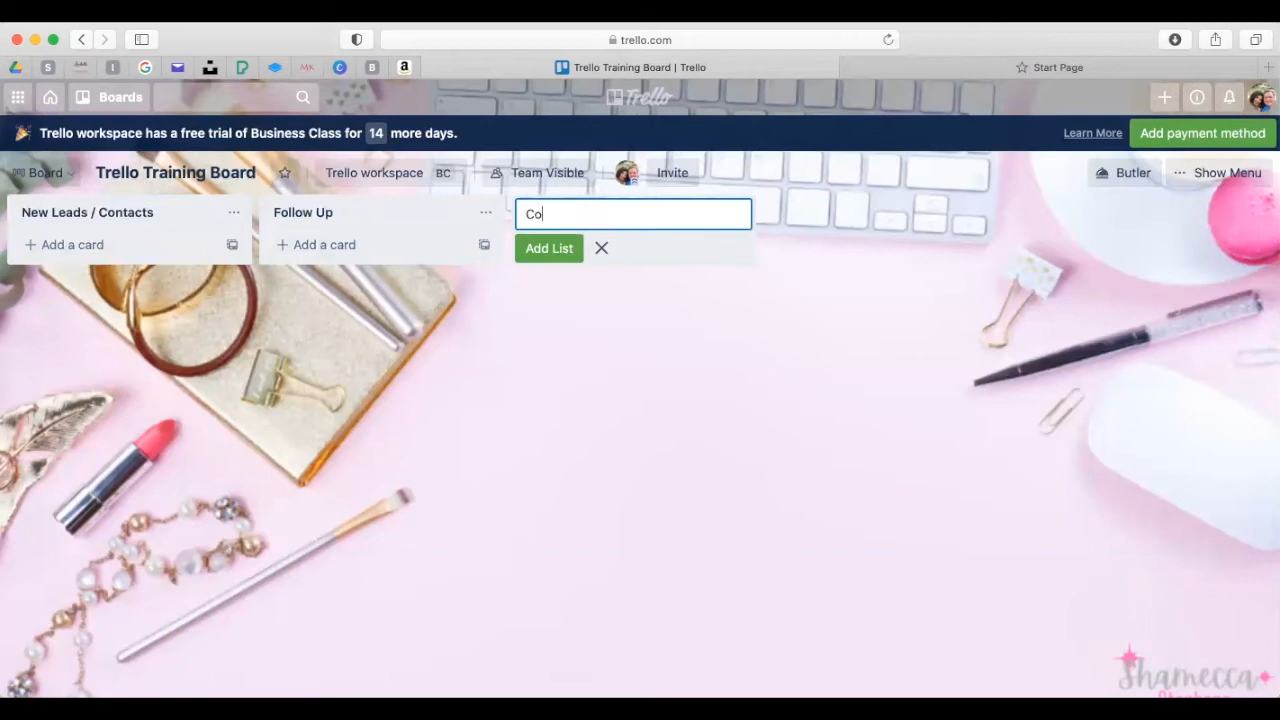 trello.com
Trello Training Board | Trello
Start Page
Boards
Trello
Trello workspace has a free trial of Business Class for 14 more days.
Learn More
Add payment method
Board
Trello Training Board
Trello workspace BC
Team Visible
Invite
Butler
Show Menu
New Leads / Contacts
Follow Up
Co
+ Add a card
+ Add a card
Add List
Shamecca